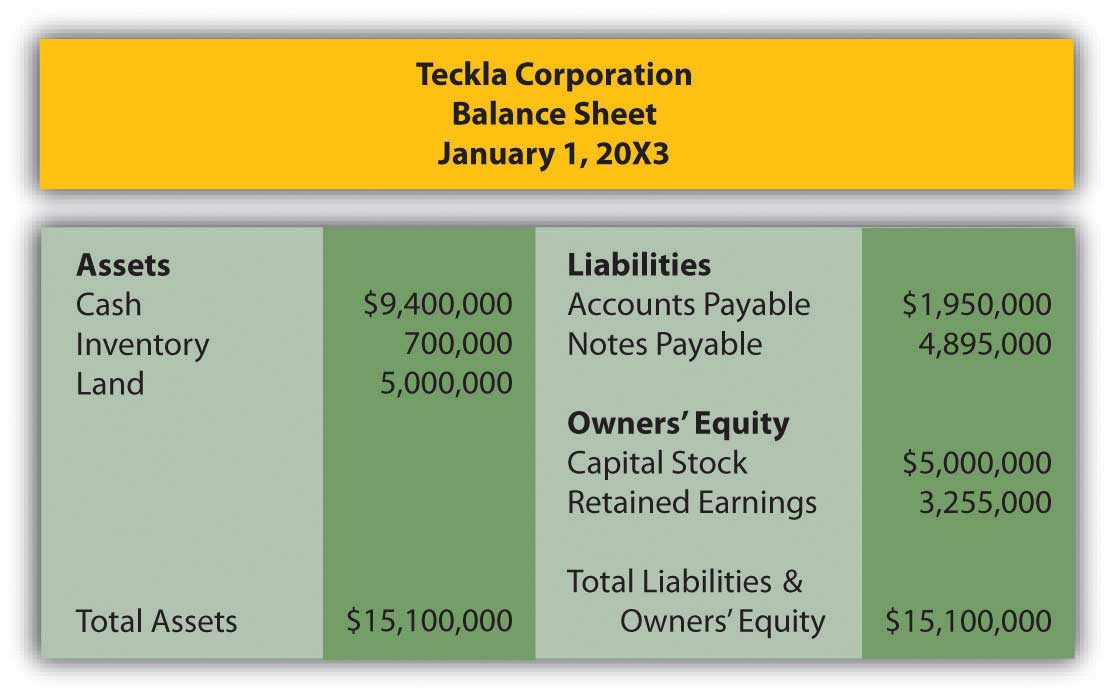 Teckla Corporation
Balance Sheet
January 1, 20X3
Assets
Cash $9,400,000
Inventory 700,000
Land 5,000,000
Total Assets $15,100,000
Liabilities
Accounts Payable $1,950,000
Notes Payable 4,895,000
Owners’ Equity
Capital Stock $5,000,000
Retained Earnings 3,255,000
Total Liabilities &
Owners’ Equity $15,100,000